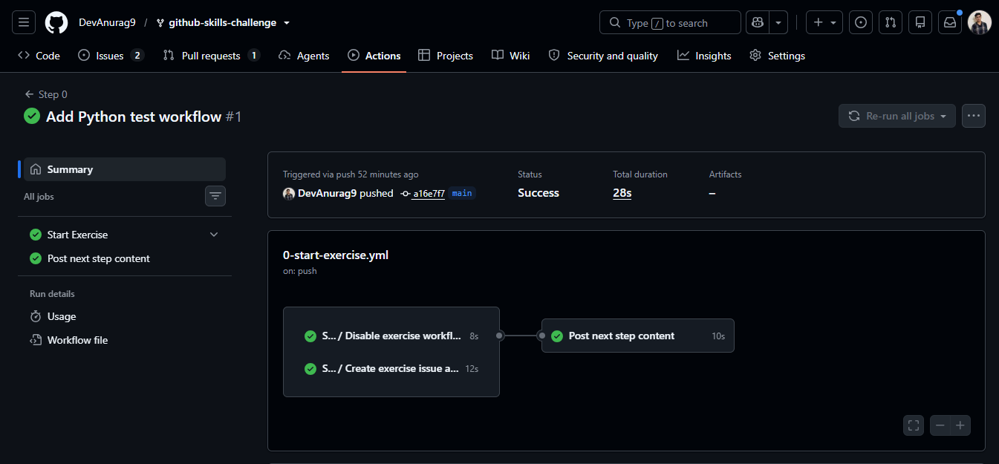 DevAnurag9 / github-skills-challenge
Type / to search
Code Issues 2 Pull requests 1 Agents Actions Projects Wiki Security and quality Insights Settings
Step 0
Add Python test workflow #1
Re-run all jobs
Summary
All jobs
Start Exercise
Post next step content
Run details
Usage
Workflow file
Triggered via push 52 minutes ago
DevAnurag9 pushed a16e7f7 main
Status
Success
Total duration
28s
Artifacts
–
0-start-exercise.yml
on: push
S... / Disable exercise workfl... 8s
S... / Create exercise issue a... 12s
Post next step content 10s